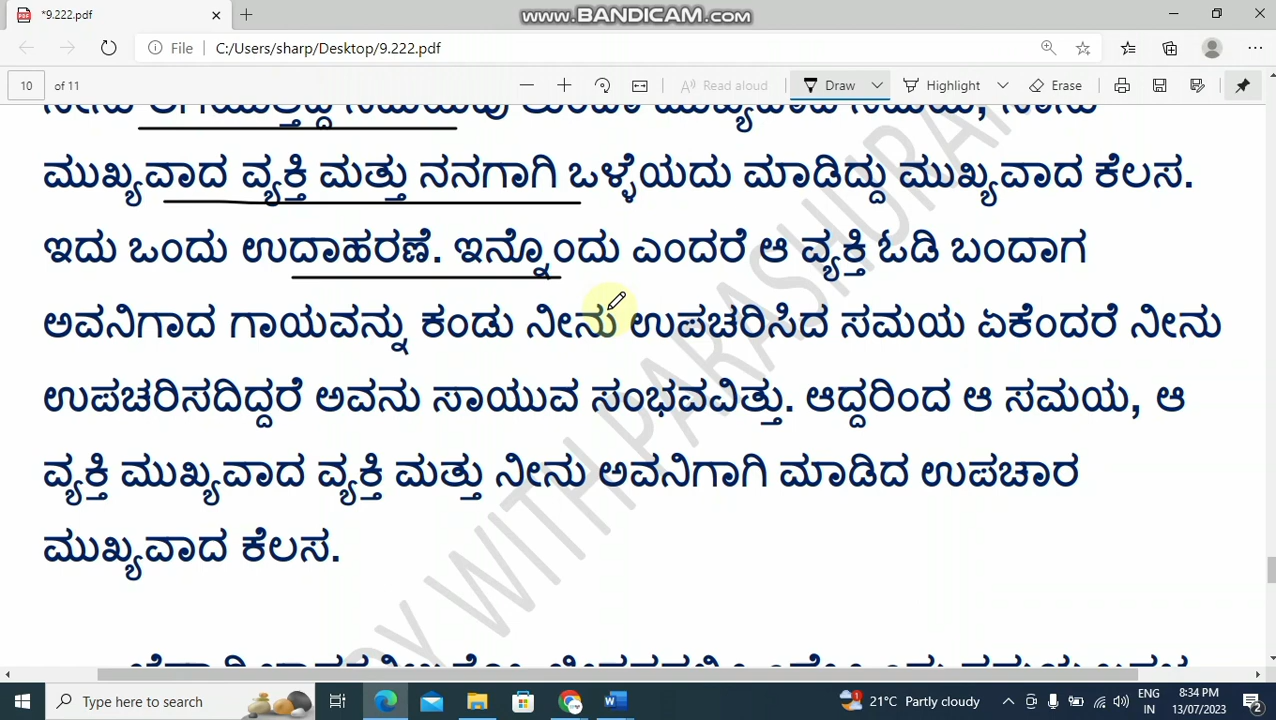 *9.222.pdf
www.BANDICAM.com
File
C:/Users/sharp/Desktop/9.222.pdf
10 of 11
Read aloud
Draw
Highlight
Erase
ಮುಖ್ಯವಾದ ವ್ಯಕ್ತಿ ಮತ್ತು ನನಗಾಗಿ ಒಳ್ಳೆಯದು ಮಾಡಿದ್ದು ಮುಖ್ಯವಾದ ಕೆಲಸ.
ಇದು ಒಂದು ಉದಾಹರಣೆ. ಇನ್ನೊಂದು ಎಂದರೆ ಆ ವ್ಯಕ್ತಿ ಓಡಿ ಬಂದಾಗ
ಅವನಿಗಾದ ಗಾಯವನ್ನು ಕಂಡು ನೀನು ಉಪಚರಿಸಿದ ಸಮಯ ಏಕೆಂದರೆ ನೀನು
ಉಪಚರಿಸದಿದ್ದರೆ ಅವನು ಸಾಯುವ ಸಂಭವವಿತ್ತು. ಆದ್ದರಿಂದ ಆ ಸಮಯ, ಆ
ವ್ಯಕ್ತಿ ಮುಖ್ಯವಾದ ವ್ಯಕ್ತಿ ಮತ್ತು ನೀನು ಅವನಿಗಾಗಿ ಮಾಡಿದ ಉಪಚಾರ
ಮುಖ್ಯವಾದ ಕೆಲಸ.
WITH PARASHURAM
Type here to search
21°C Partly cloudy
ENG
IN
8:34 PM
13/07/2023